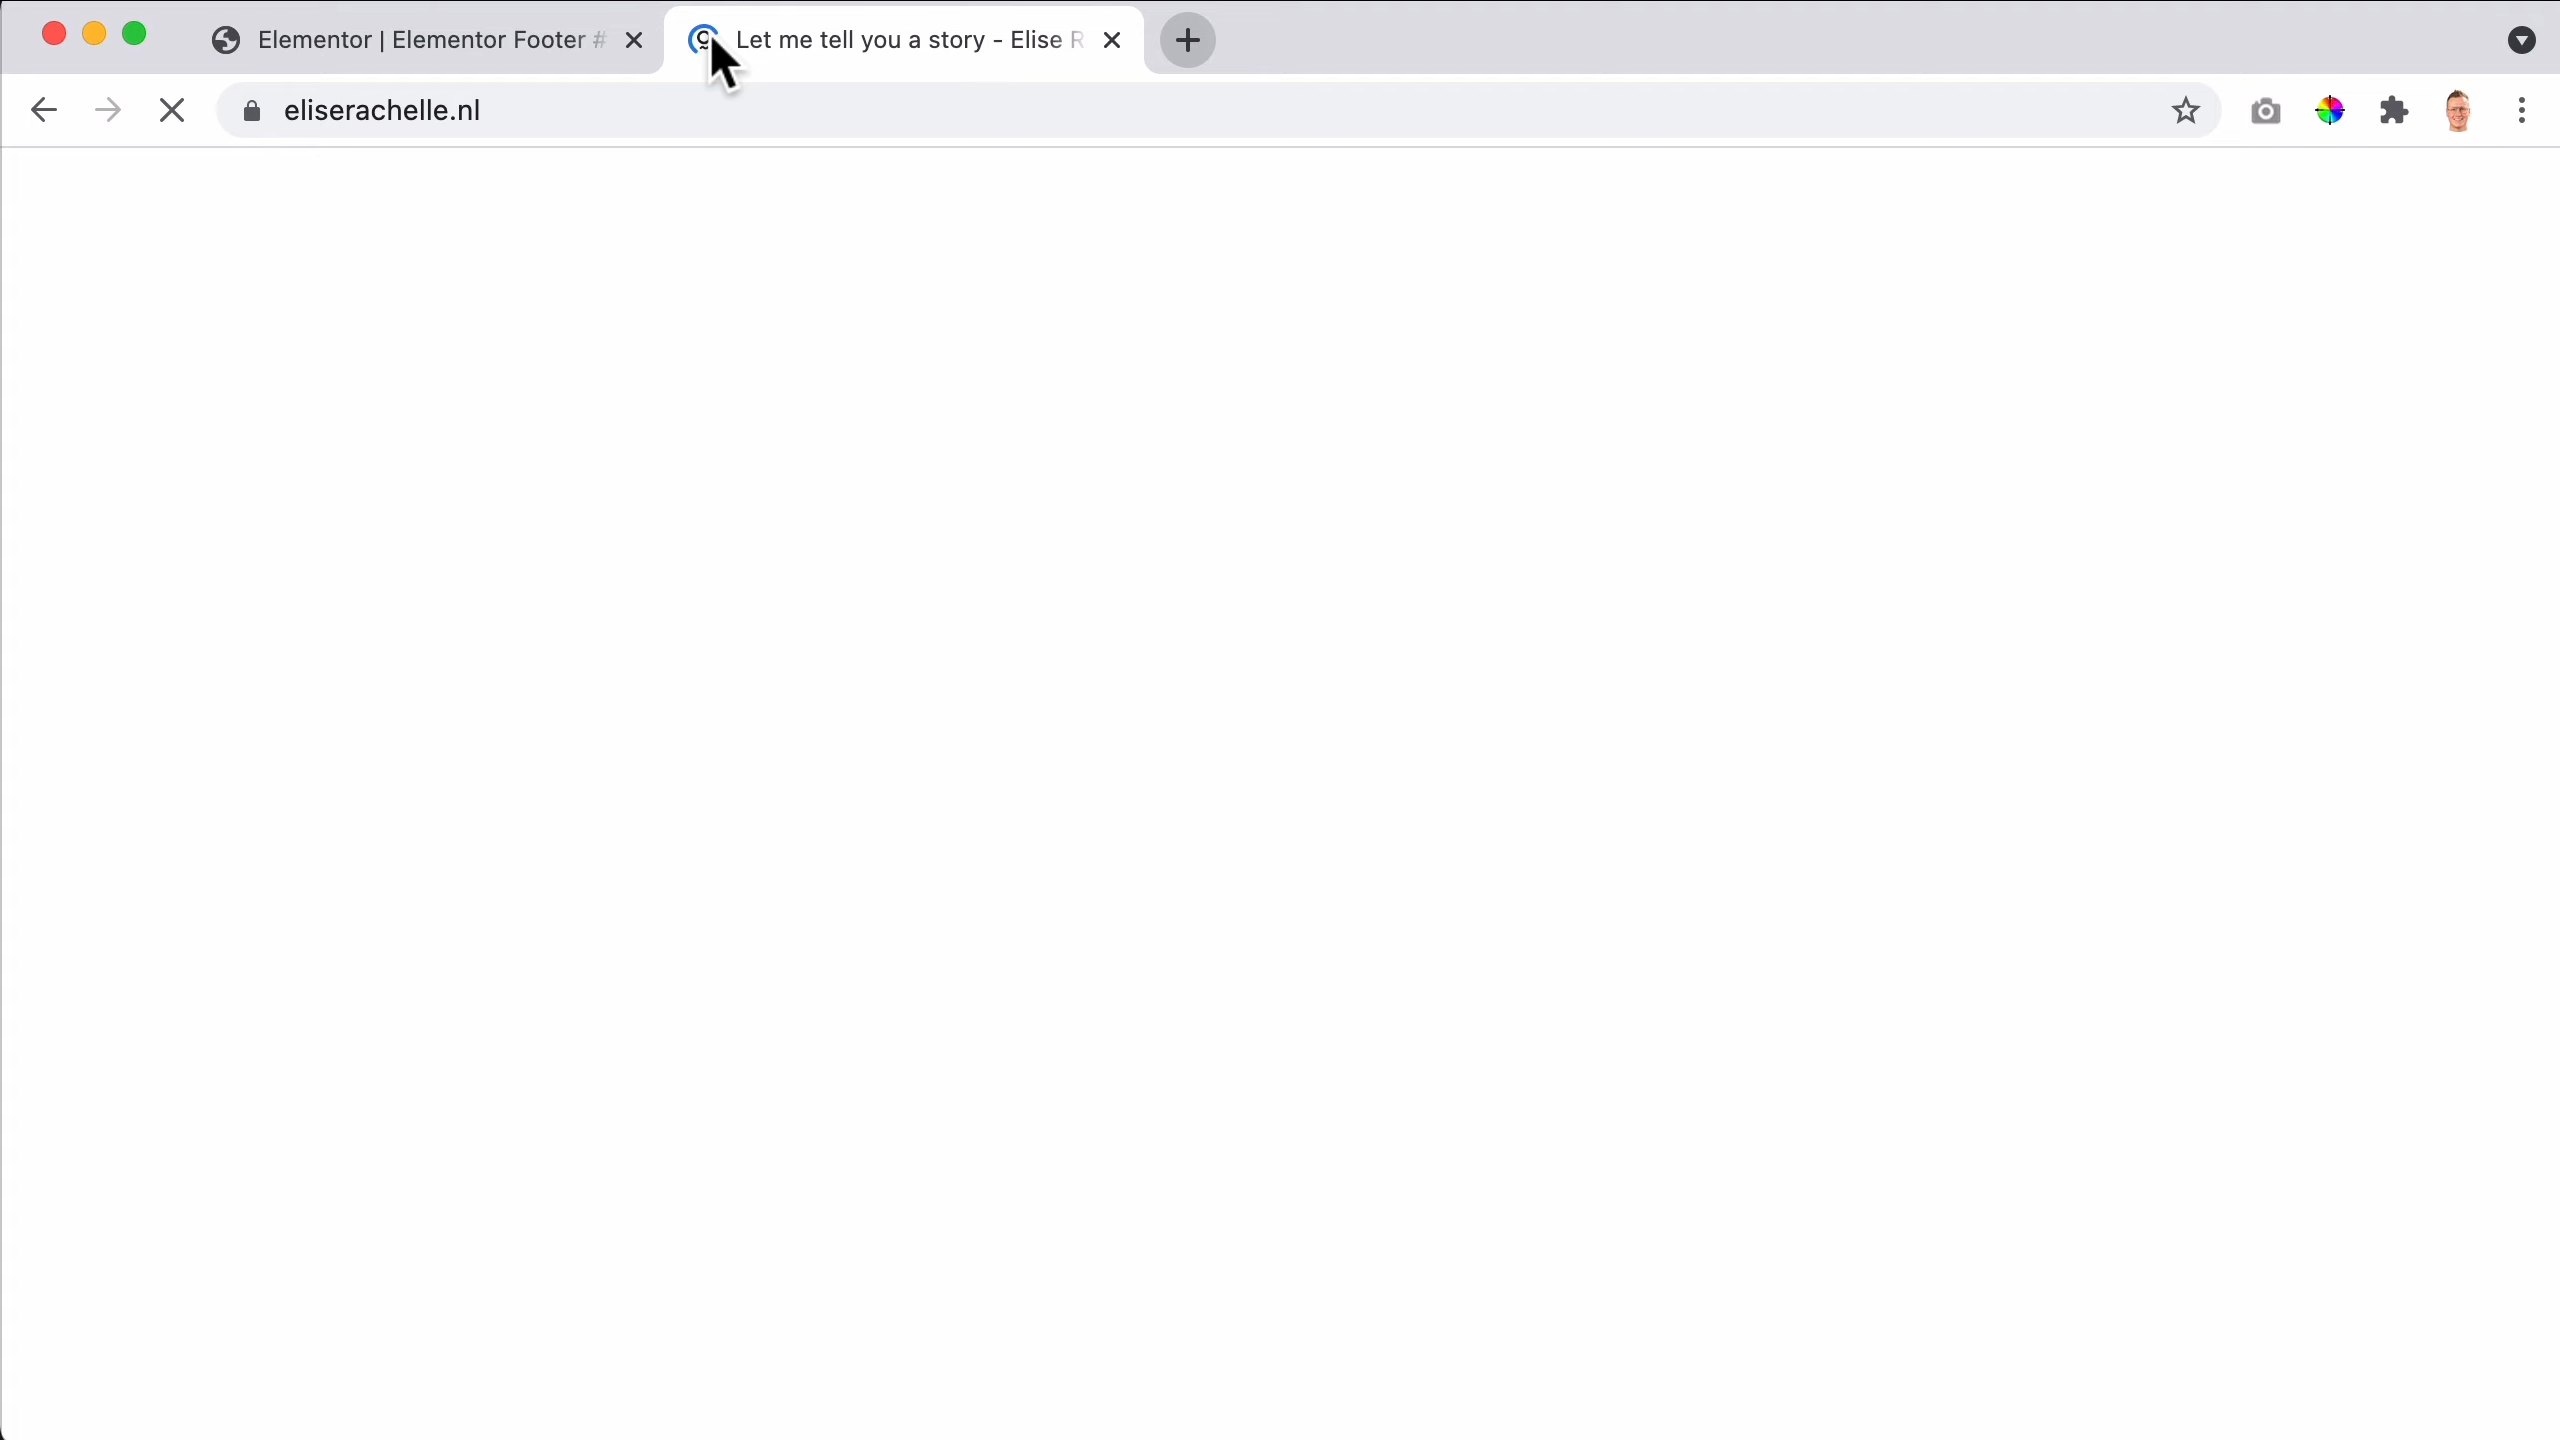 Elementor | Elementor Footer #
Let me tell you a story - Elise R
eliserachelle.nl